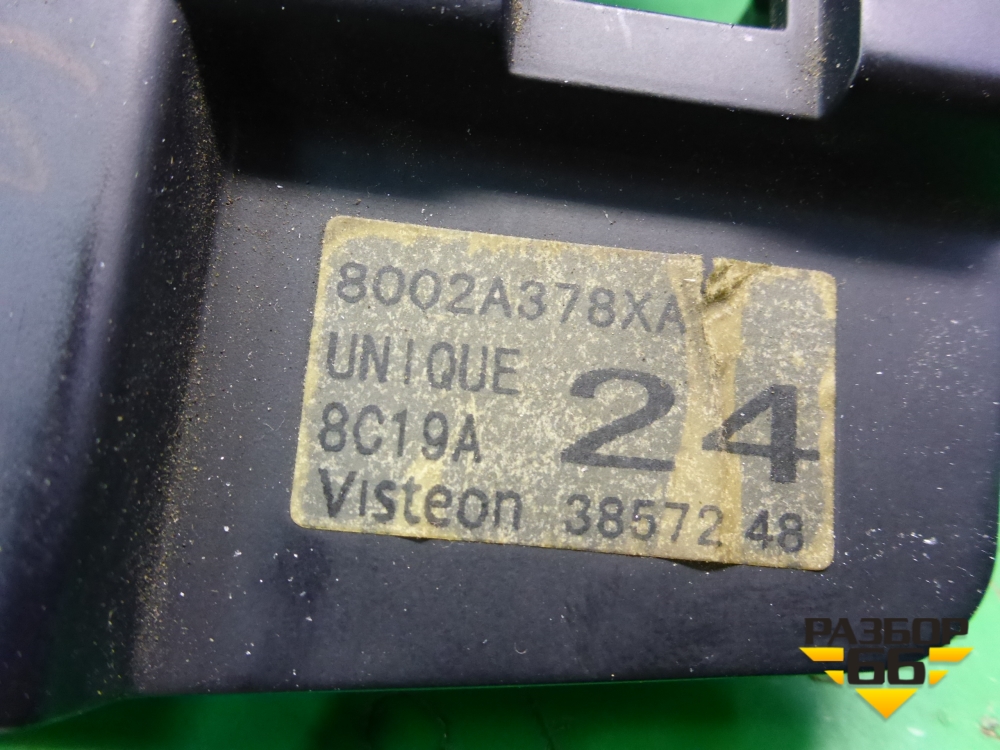 8002A378XA
UNIQUE
8C19A 24
Visteon 38572 48
РАЗБОР
66